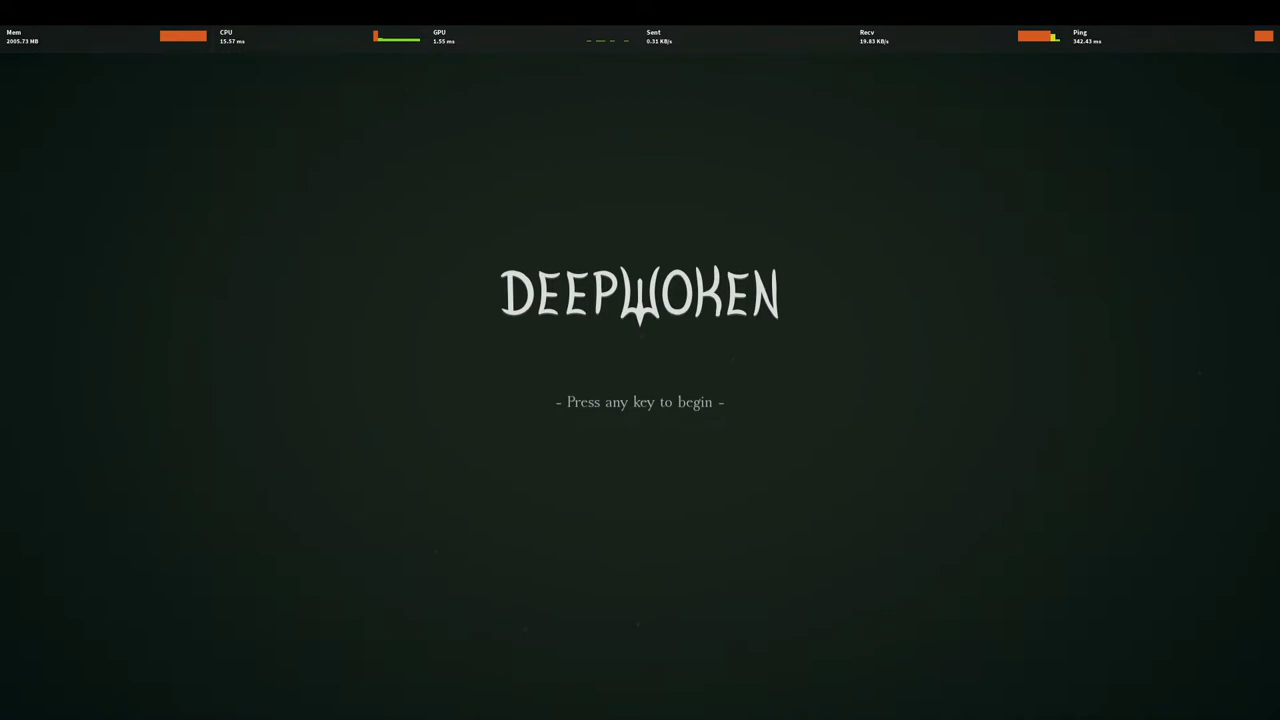 Mem CPU GPU Sent Recv Ping
2005.73 MB 15.57 ms 1.55 ms 0.31 KB/s 19.83 KB/s 342.43 ms
DEEPWOKEN
- Press any key to begin -